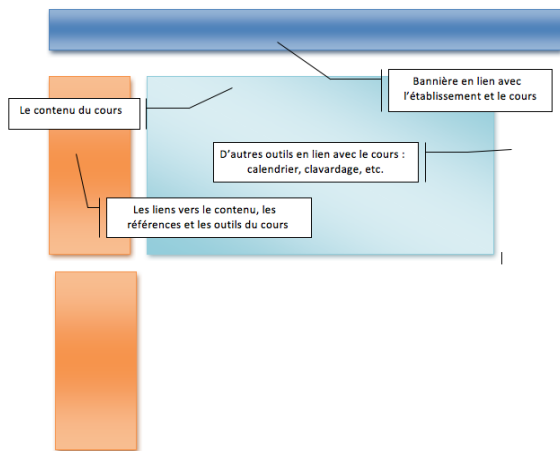 Bannière en lien avec
l'établissement et le cours
Le contenu du cours
D'autres outils en lien avec le cours :
calendrier, clavardage, etc.
Les liens vers le contenu, les
références et les outils du cours